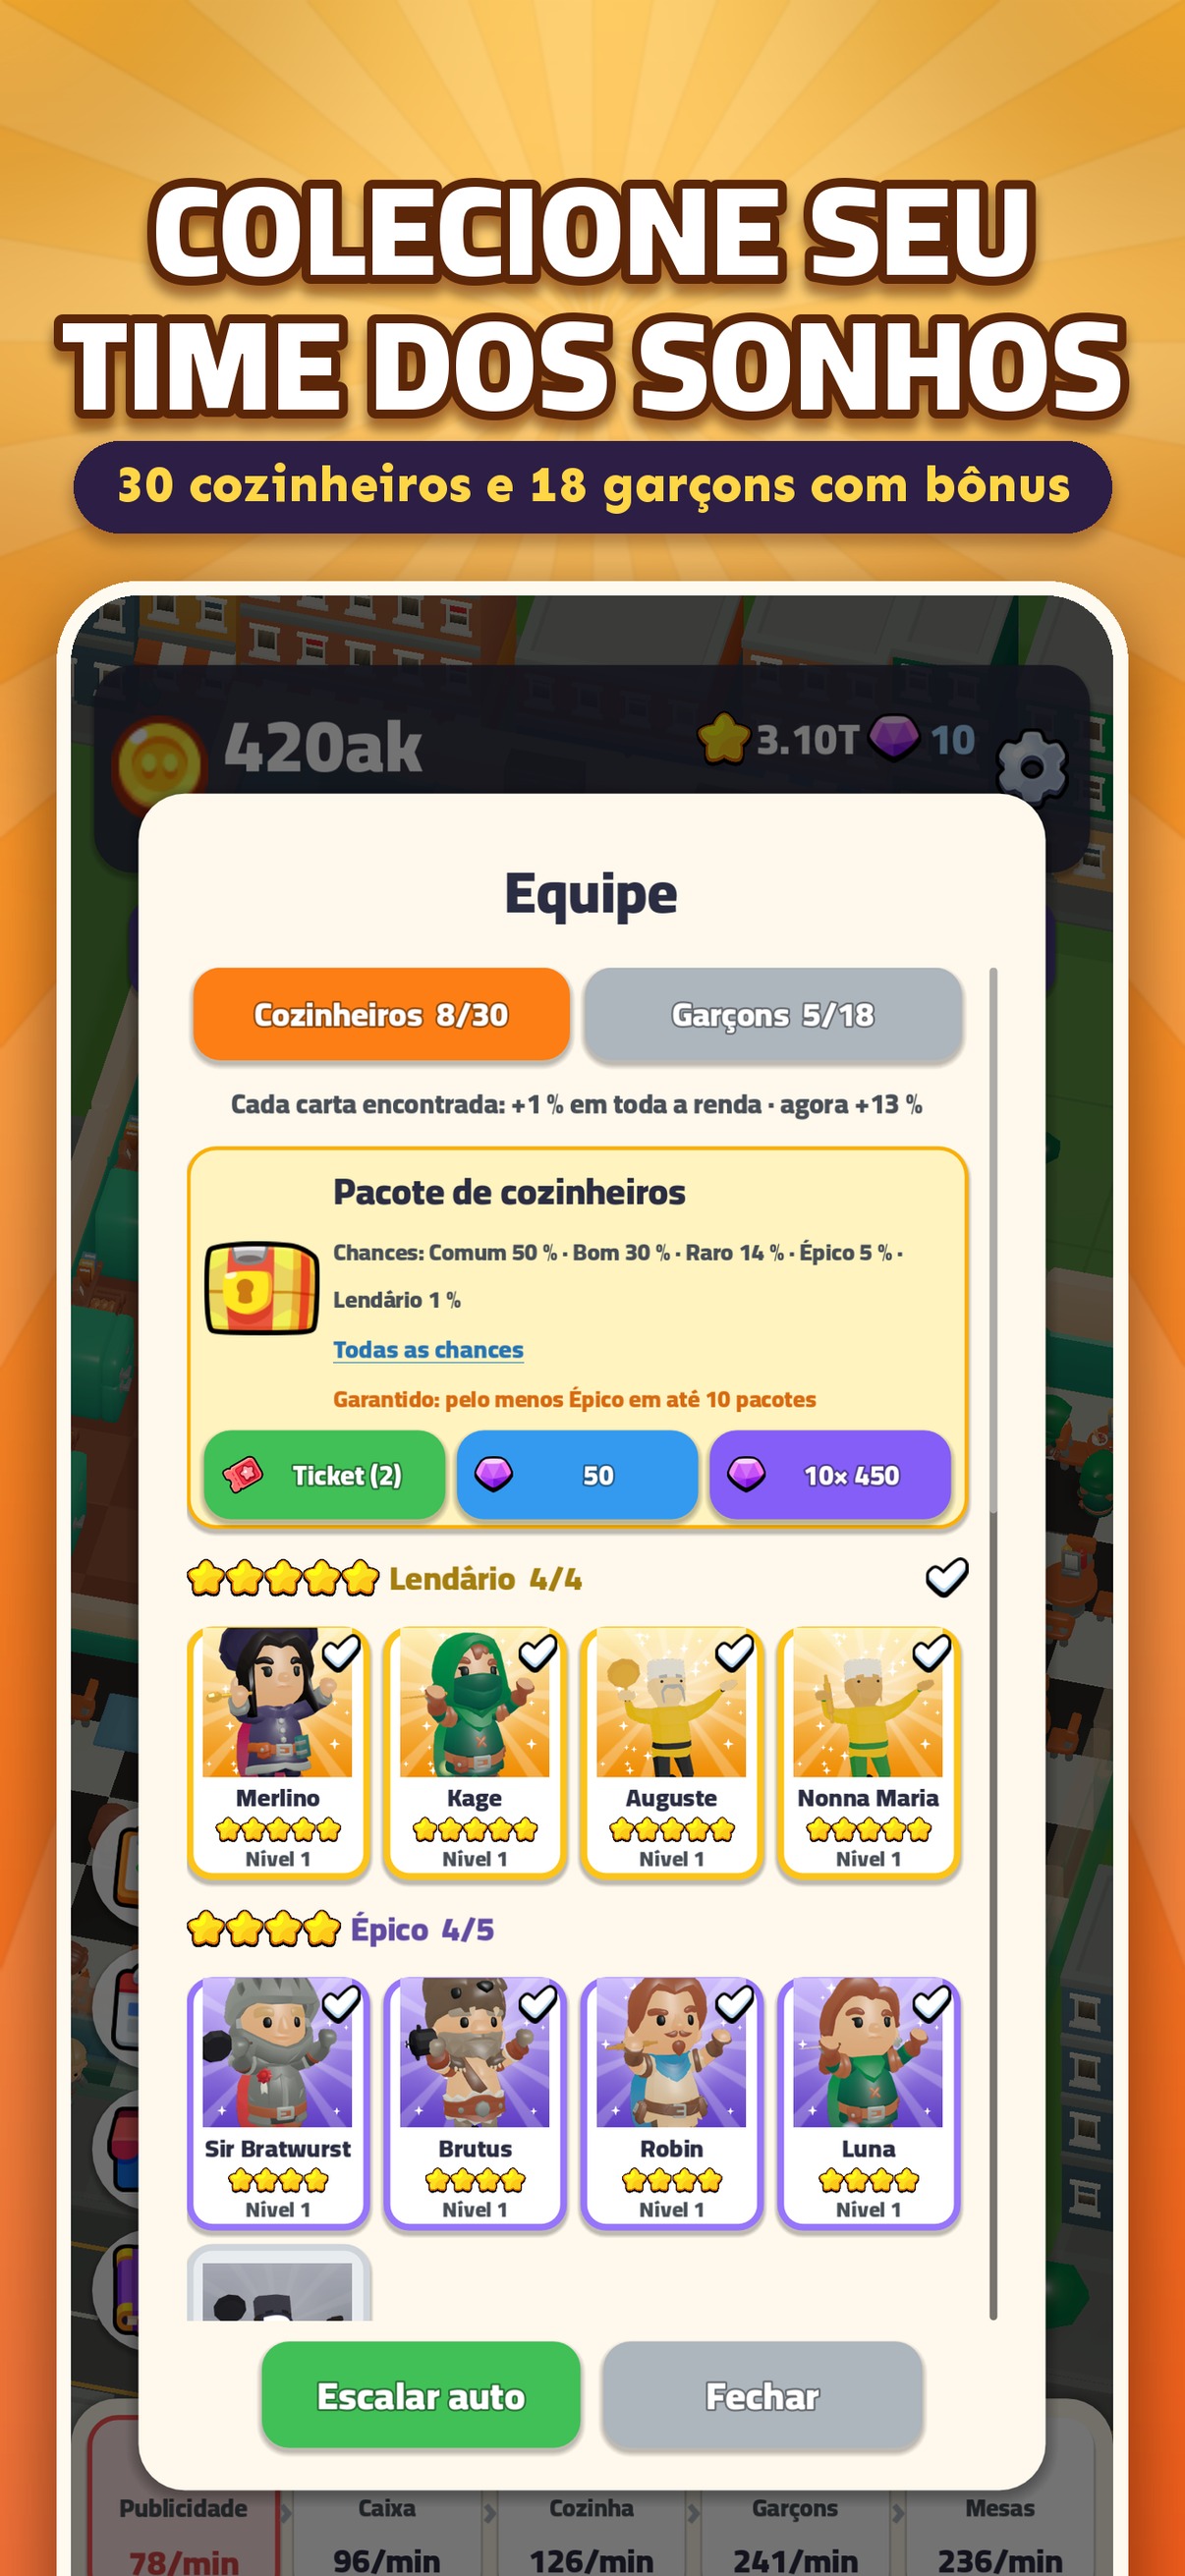 COLECIONE SEU
TIME DOS SONHOS
30 cozinheiros e 18 garçons com bônus
420ak
3.10T
10
Equipe
Cozinheiros 8/30
Garçons 5/18
Cada carta encontrada: +1 % em toda a renda · agora +13 %
Pacote de cozinheiros
Chances: Comum 50 % · Bom 30 % · Raro 14 % · Épico 5 % ·
Lendário 1 %
Todas as chances
Garantido: pelo menos Épico em até 10 pacotes
Ticket (2)
50
10× 450
Lendário 4/4
Merlino
Nível 1
Kage
Nível 1
Auguste
Nível 1
Nonna Maria
Nível 1
Épico 4/5
Sir Bratwurst
Nível 1
Brutus
Nível 1
Robin
Nível 1
Luna
Nível 1
Escalar auto
Fechar
Publicidade
78/min
Caixa
96/min
Cozinha
126/min
Garçons
241/min
Mesas
236/min